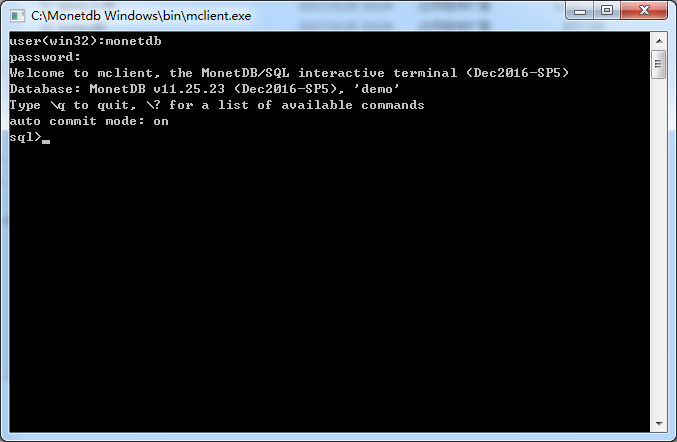 C:\Monetdb Windows\bin\mclient.exe
user(win32):monetdb
password:
Welcome to mclient, the MonetDB/SQL interactive terminal (Dec2016-SP5)
Database: MonetDB v11.25.23 (Dec2016-SP5), 'demo'
Type \q to quit, \? for a list of available commands
auto commit mode: on
sql>